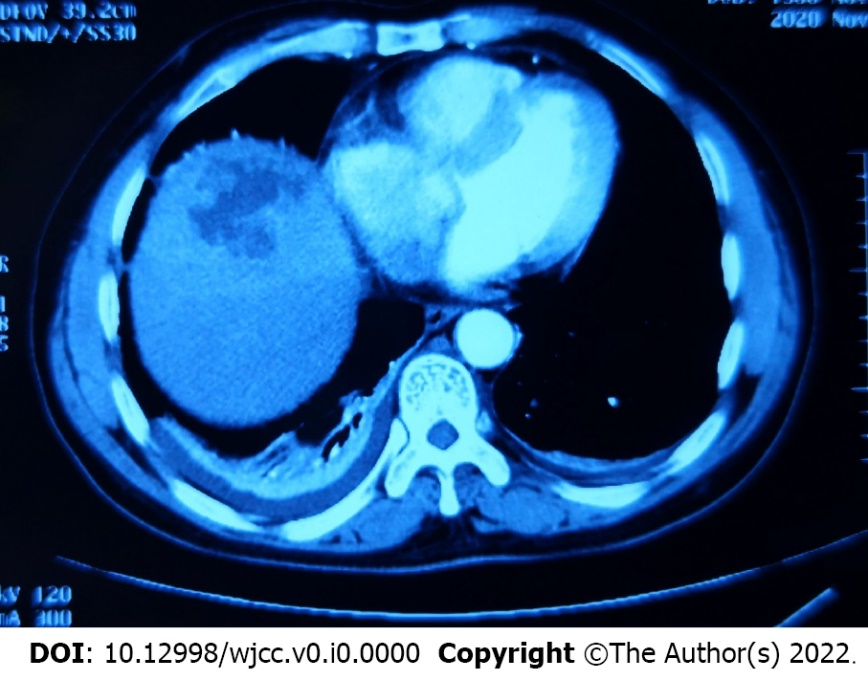 DFOV 39.2cm
STND/+/SS30
2020 Nov
R
kV 120
mA 300
DOI: 10.12998/wjcc.v0.i0.0000 Copyright ©The Author(s) 2022.